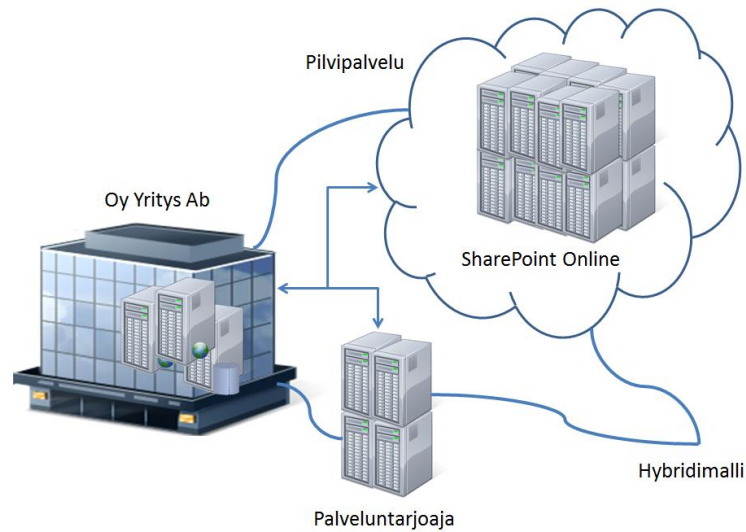 Pilvipalvelu
Oy Yritys Ab
SharePoint Online
Hybridimalli
Palveluntarjoaja